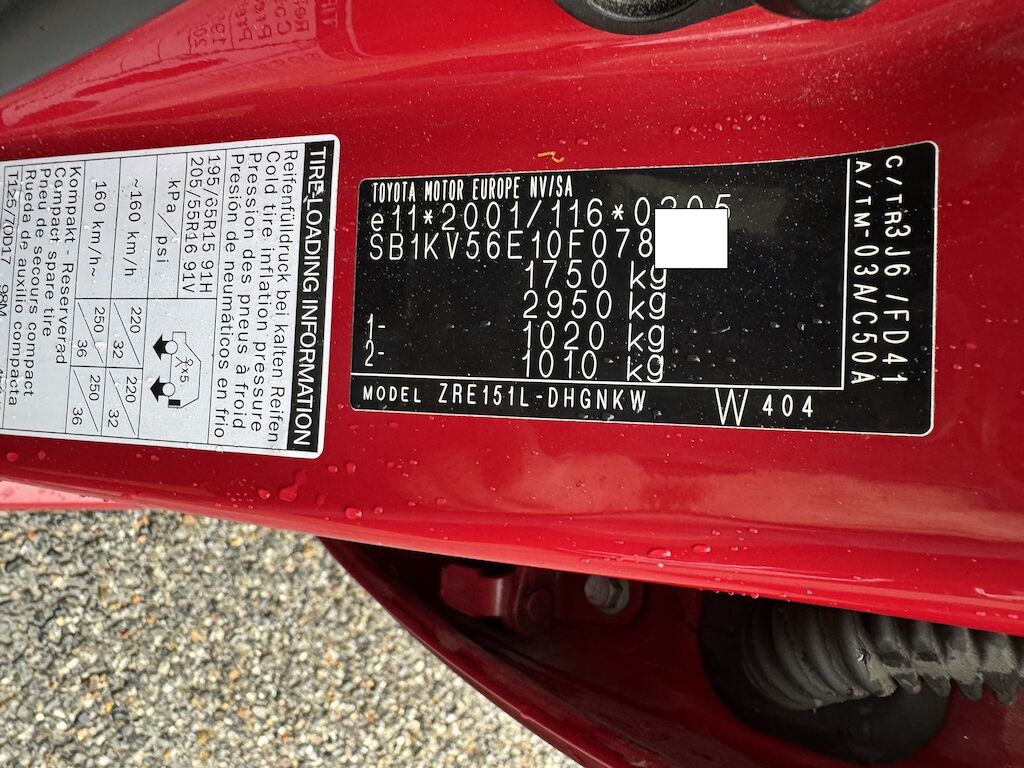 TIRE-LOADING INFORMATION
Reifenfülldruck bei kalten Reifen
Cold tire inflation pressure
Pression des pneus à froid
Presión de neumáticos en frío
195/65R15 91H
205/55R16 91V
kPa/psi
x5
~160 km/h
220
32
220
32
160 km/h~
250
36
250
36
Kompakt - Reserverad
Compact spare tire
Pneu de secours compact
Rueda de auxilio compacta
T125/70D17 98M
TOYOTA MOTOR EUROPE NV/SA
e11*2001/116*0305
SB1KV56E10F078
1750 kg
2950 kg
1- 1020 kg
2- 1010 kg
MODEL ZRE151L-DHGNKW W404
C/TR3J6/FD41
A/TM-03A/C50A